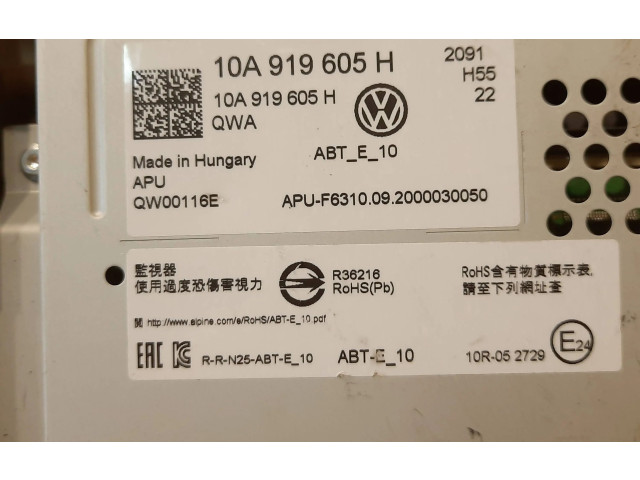 10A 919 605 H
2091
H55
22
10A 919 605 H
QWA
ABT_E_10
Made in Hungary
APU
QW00116E
APU-F6310.09.2000030050
監視器
使用過度恐傷害視力
R36216
RoHS(Pb)
RoHS含有物質標示表,
請至下列網址查
閱 http://www.alpine.com/e/RoHS/ABT-E_10.pdf
EAC
R-R-N25-ABT-E_10
ABT-E_10
10R-05 2729
E24